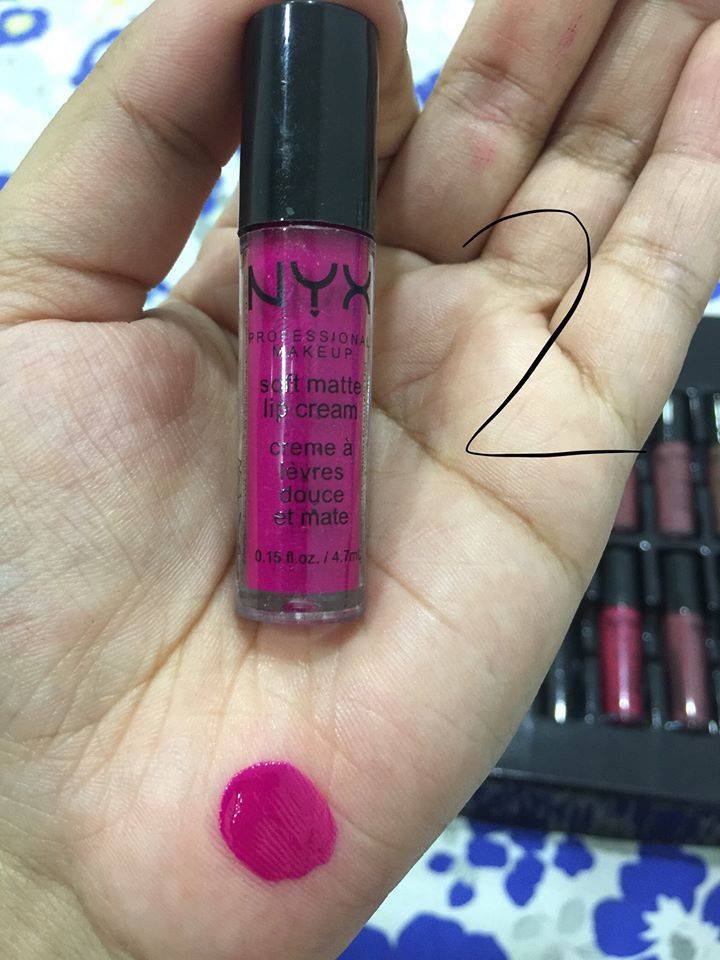 NYX
PROFESSIONAL
MAKEUP
soft matte
lip cream
creme à
lèvres
douce
et mate
0.15 fl.oz. / 4.7mL
2